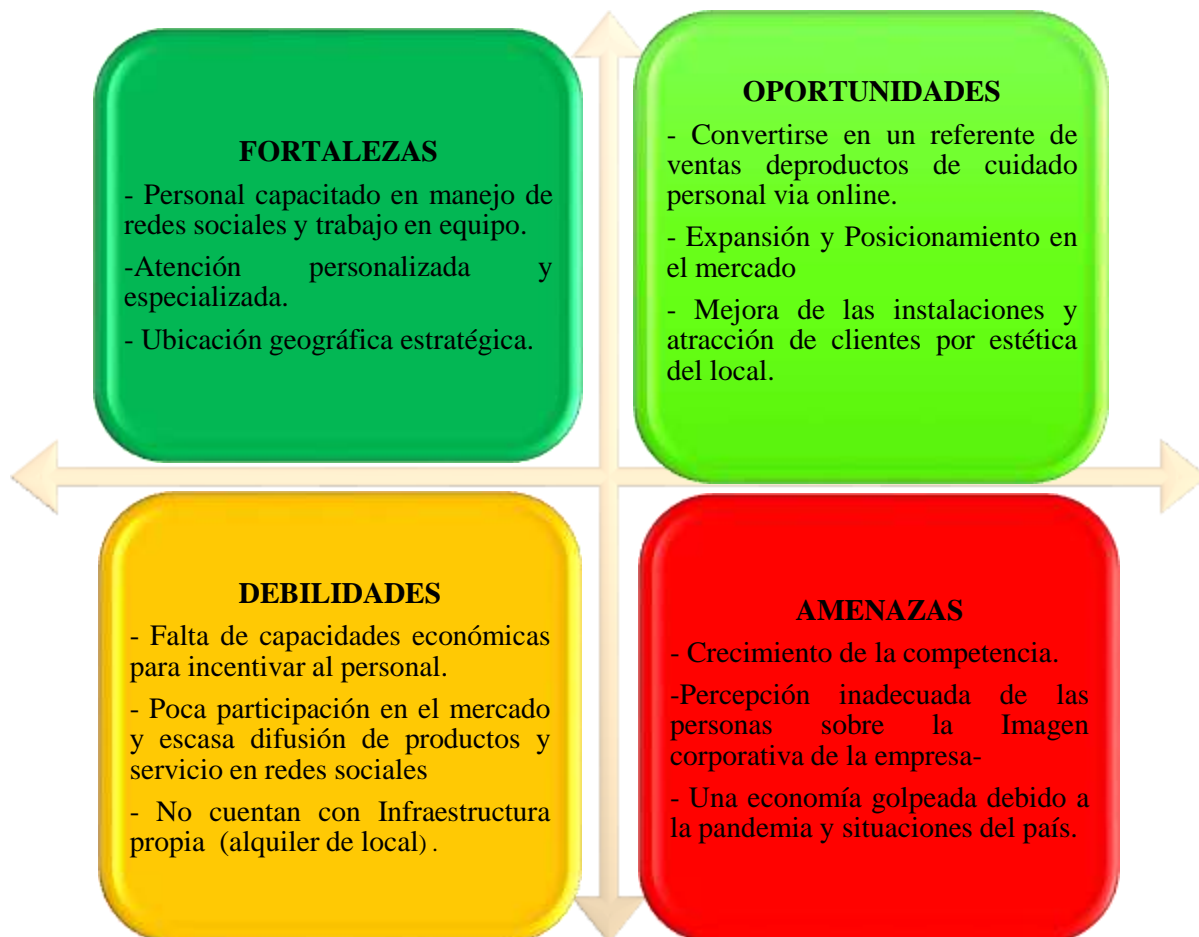 FORTALEZAS
- Personal capacitado en manejo de
redes sociales y trabajo en equipo.
-Atención personalizada y
especializada.
- Ubicación geográfica estratégica.
OPORTUNIDADES
- Convertirse en un referente de
ventas deproductos de cuidado
personal via online.
- Expansión y Posicionamiento en
el mercado
- Mejora de las instalaciones y
atracción de clientes por estética
del local.
DEBILIDADES
- Falta de capacidades económicas
para incentivar al personal.
- Poca participación en el mercado
y escasa difusión de productos y
servicio en redes sociales
- No cuentan con Infraestructura
propia (alquiler de local) .
AMENAZAS
- Crecimiento de la competencia.
-Percepción inadecuada de las
personas sobre la Imagen
corporativa de la empresa-
- Una economía golpeada debido a
la pandemia y situaciones del país.